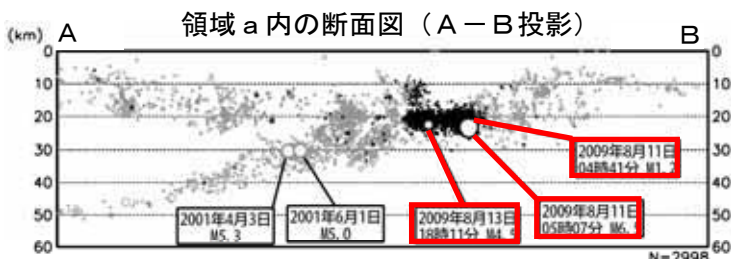 領域a内の断面図（A－B投影）
(km) A B
0 0
10 10
20 20
30 30
40 40
50 50
60 60
2009年8月11日
04時41分 M1.2
2001年4月3日
M5.3
2001年6月1日
M5.0
2009年8月13日
18時11分 M4.
2009年8月11日
05時07分 M6.
N=2998